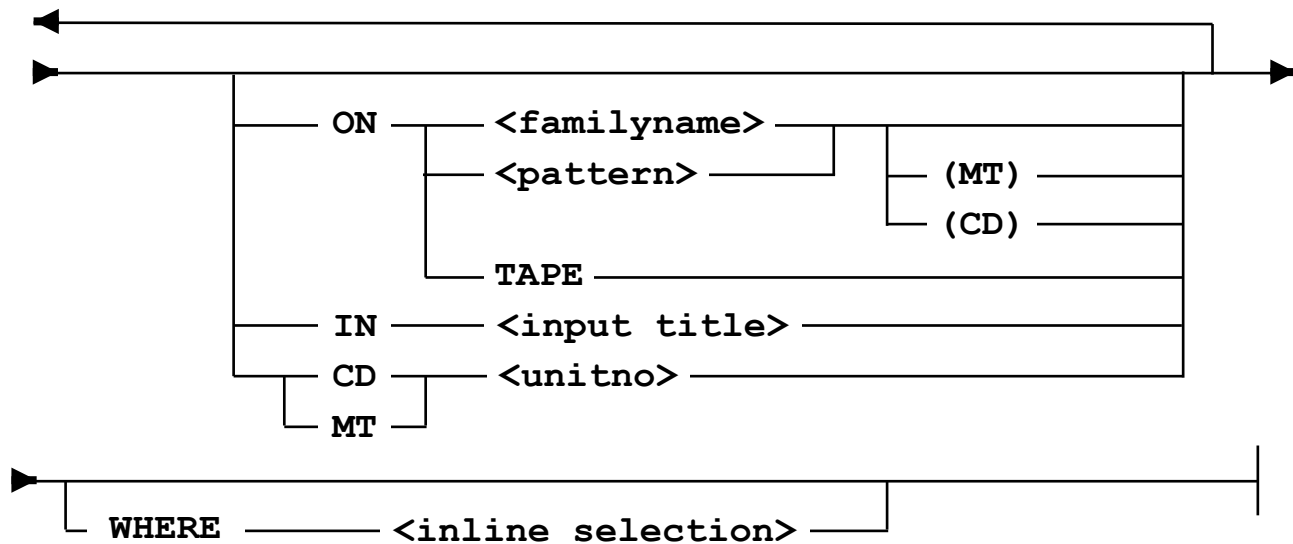 ON <familyname>
<pattern> (MT)
(CD)
TAPE
IN <input title>
CD <unitno>
MT
WHERE <inline selection>